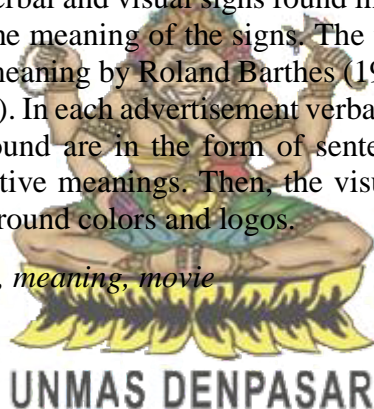 erbal and visual signs found in
ne meaning of the signs. The
neaning by Roland Barthes (19
). In each advertisement verba
ound are in the form of sente
tive meanings. Then, the visu
round colors and logos.
, meaning, movie
UNMAS DENPASAR